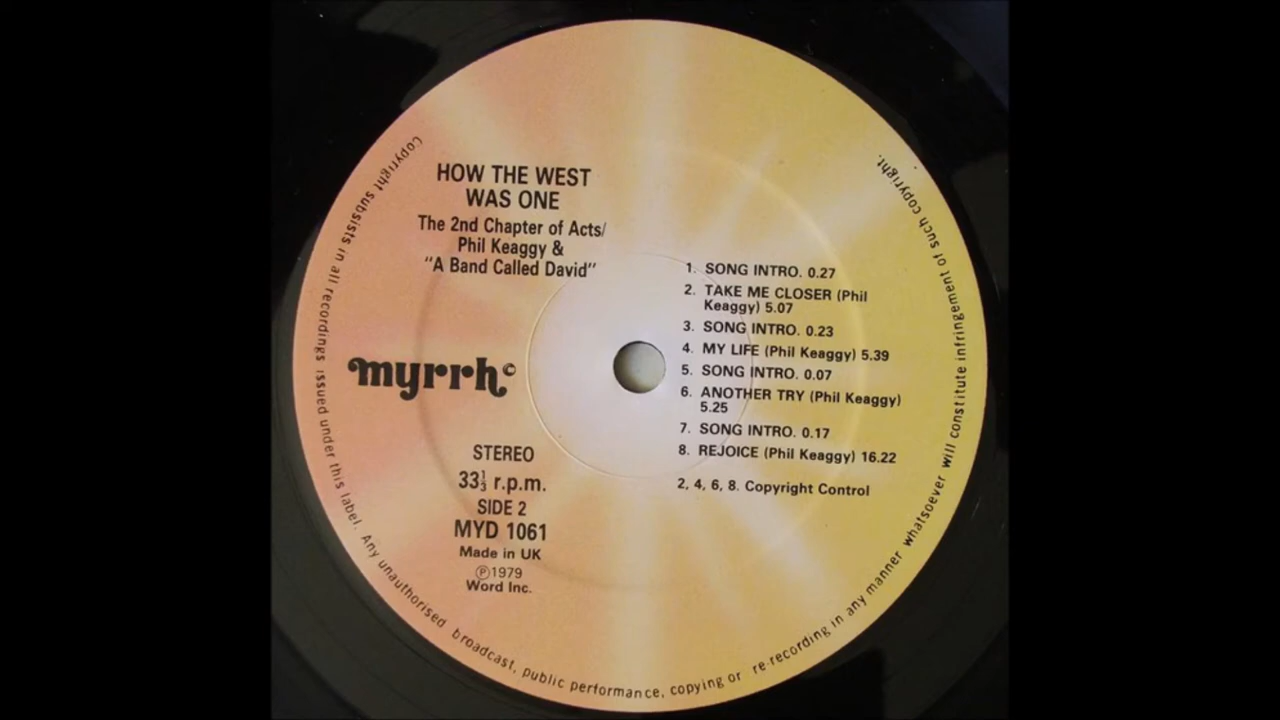 HOW THE WEST
WAS ONE
The 2nd Chapter of Acts/
Phil Keaggy &
"A Band Called David"
myrrh©
STEREO
33⅓ r.p.m.
SIDE 2
MYD 1061
Made in UK
℗1979
Word Inc.
1. SONG INTRO. 0.27
2. TAKE ME CLOSER (Phil
Keaggy) 5.07
3. SONG INTRO. 0.23
4. MY LIFE (Phil Keaggy) 5.39
5. SONG INTRO. 0.07
6. ANOTHER TRY (Phil Keaggy)
5.25
7. SONG INTRO. 0.17
8. REJOICE (Phil Keaggy) 16.22
2, 4, 6, 8. Copyright Control
Copyright subsists in all recordings issued under this label. Any unauthorised broadcast, public performance, copying or re-recording in any manner whatsoever will constitute infringement of such copyright.